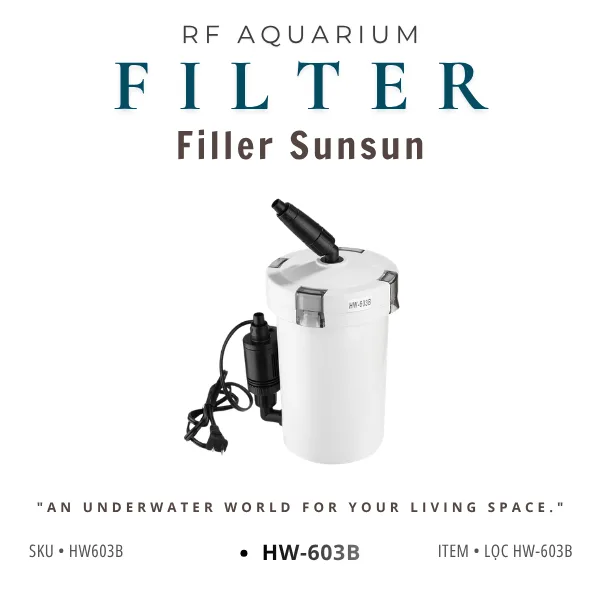 RF AQUARIUM
FILTER
Filler Sunsun
HW-603B
"AN UNDERWATER WORLD FOR YOUR LIVING SPACE."
SKU • HW603B
• HW-603B
ITEM • LỌC HW-603B